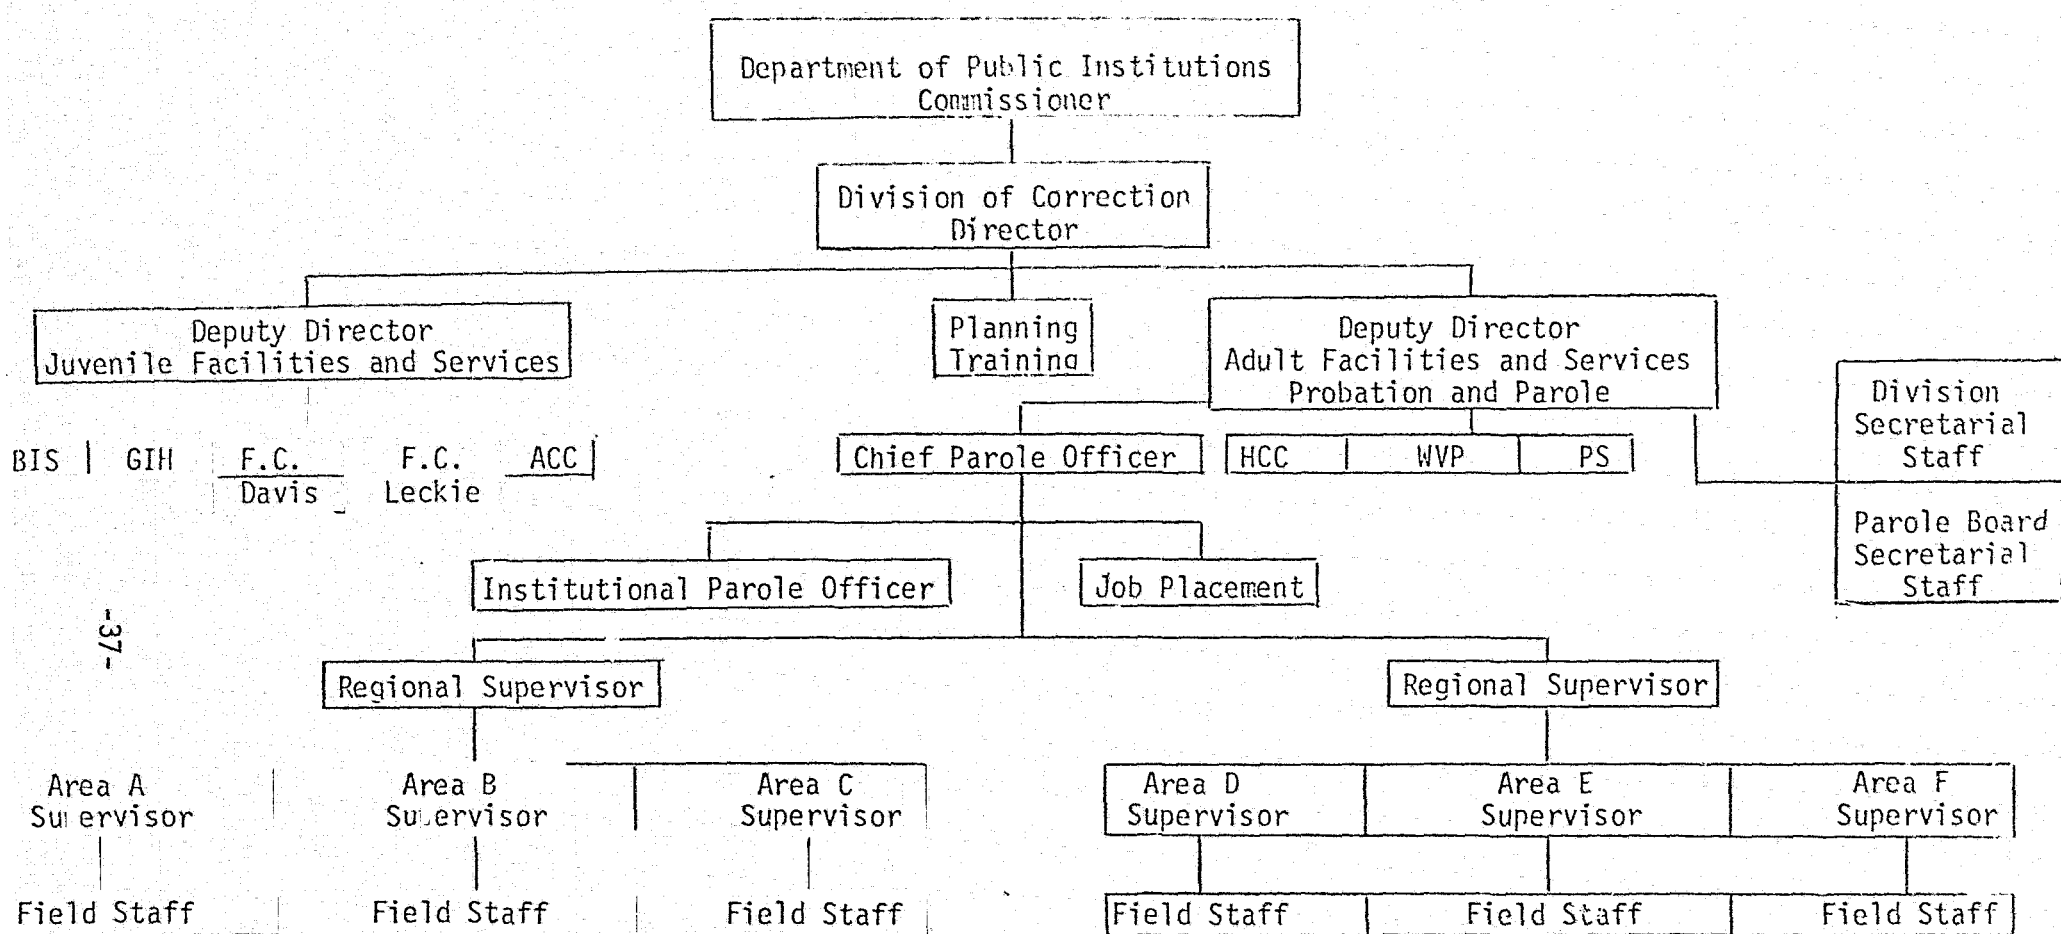 Department of Public Institutions
Commissioner
Division of Correction
Director
Deputy Director
Juvenile Facilities and Services
Planning
Training
Deputy Director
Adult Facilities and Services
Probation and Parole
Division
Secretarial
Staff
BIS GIH F.C. F.C. ACC
Davis Leckie
Chief Parole Officer
HCC WVP PS
Parole Board
Secretarial
Staff
Institutional Parole Officer
Job Placement
-37-
Regional Supervisor
Regional Supervisor
Area A
Supervisor
Area B
Supervisor
Area C
Supervisor
Area D
Supervisor
Area E
Supervisor
Area F
Supervisor
Field Staff
Field Staff
Field Staff
Field Staff
Field Staff
Field Staff